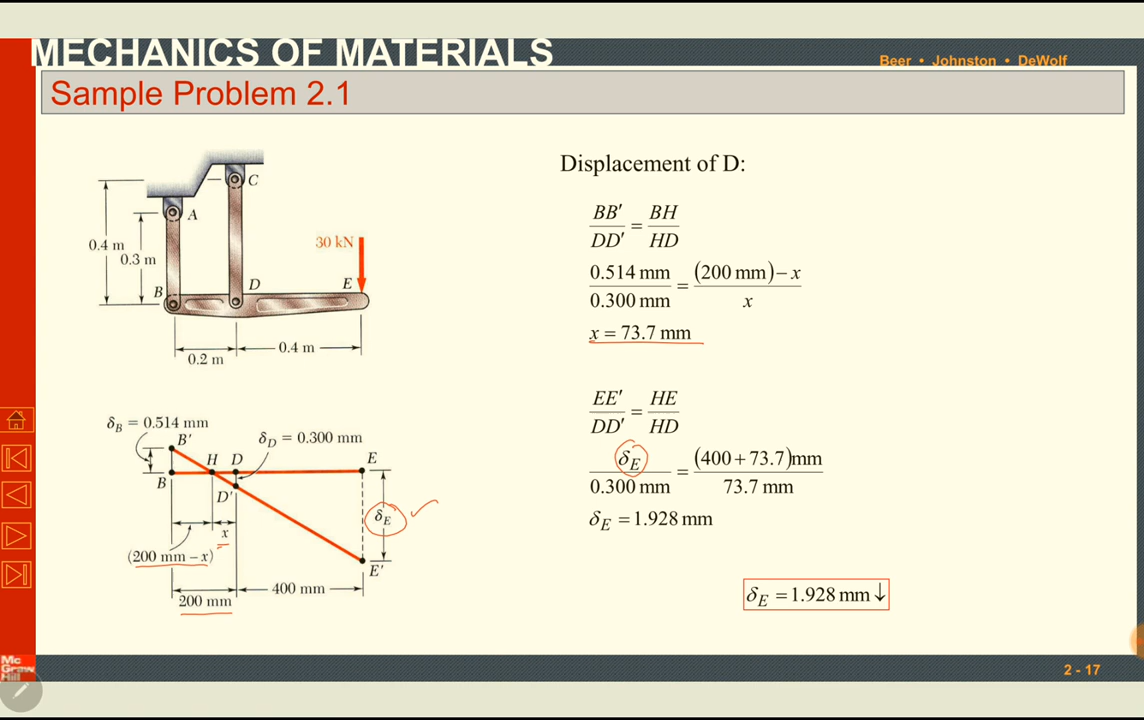 MECHANICS OF MATERIALS
Beer • Johnston • DeWolf
Sample Problem 2.1
C
A
0.4 m
0.3 m
30 kN
B
D
E
0.2 m
0.4 m
δB = 0.514 mm
B′
δD = 0.300 mm
H D
E
B
D′
δE
x
(200 mm – x)
E′
400 mm
200 mm
Displacement of D:
BB′/DD′ = BH/HD
0.514 mm/0.300 mm = (200 mm) − x/x
x = 73.7 mm
EE′/DD′ = HE/HD
δE/0.300 mm = (400 + 73.7)mm/73.7 mm
δE = 1.928 mm
δE = 1.928 mm ↓
Mc
Graw
Hill
2 - 17